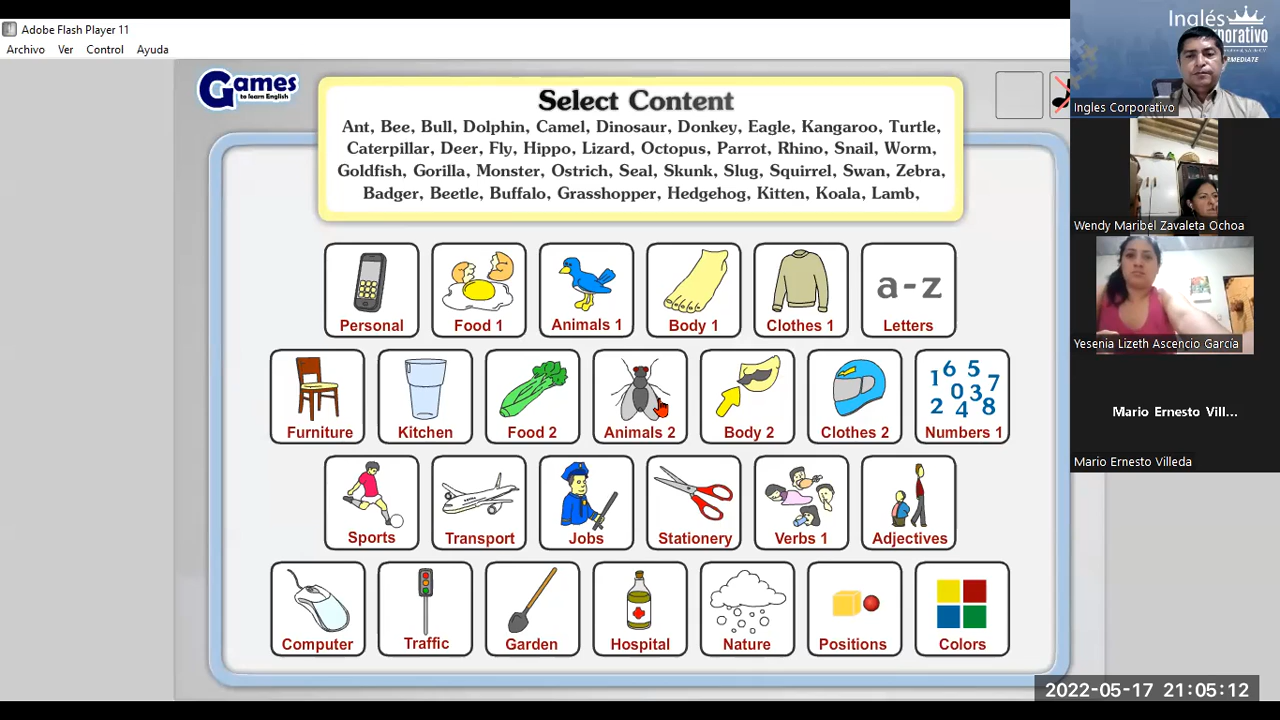 Adobe Flash Player 11
Archivo Ver Control Ayuda
Games
to learn English
Select Content
Ant, Bee, Bull, Dolphin, Camel, Dinosaur, Donkey, Eagle, Kangaroo, Turtle,
Caterpillar, Deer, Fly, Hippo, Lizard, Octopus, Parrot, Rhino, Snail, Worm,
Goldfish, Gorilla, Monster, Ostrich, Seal, Skunk, Slug, Squirrel, Swan, Zebra,
Badger, Beetle, Buffalo, Grasshopper, Hedgehog, Kitten, Koala, Lamb,
Personal
Food 1
Animals 1
Body 1
Clothes 1
a-z
Letters
Furniture
Kitchen
Food 2
Animals 2
Body 2
Clothes 2
1 6 5 7
0 3
2 4 8
Numbers 1
Sports
Transport
Jobs
Stationery
Verbs 1
Adjectives
Computer
Traffic
Garden
Hospital
Nature
Positions
Colors
Inglés
Ingles Corporativo
Wendy Maribel Zavaleta Ochoa
Yesenia Lizeth Ascencio García
Mario Ernesto Vill...
Mario Ernesto Villeda
2022-05-17 21:05:12